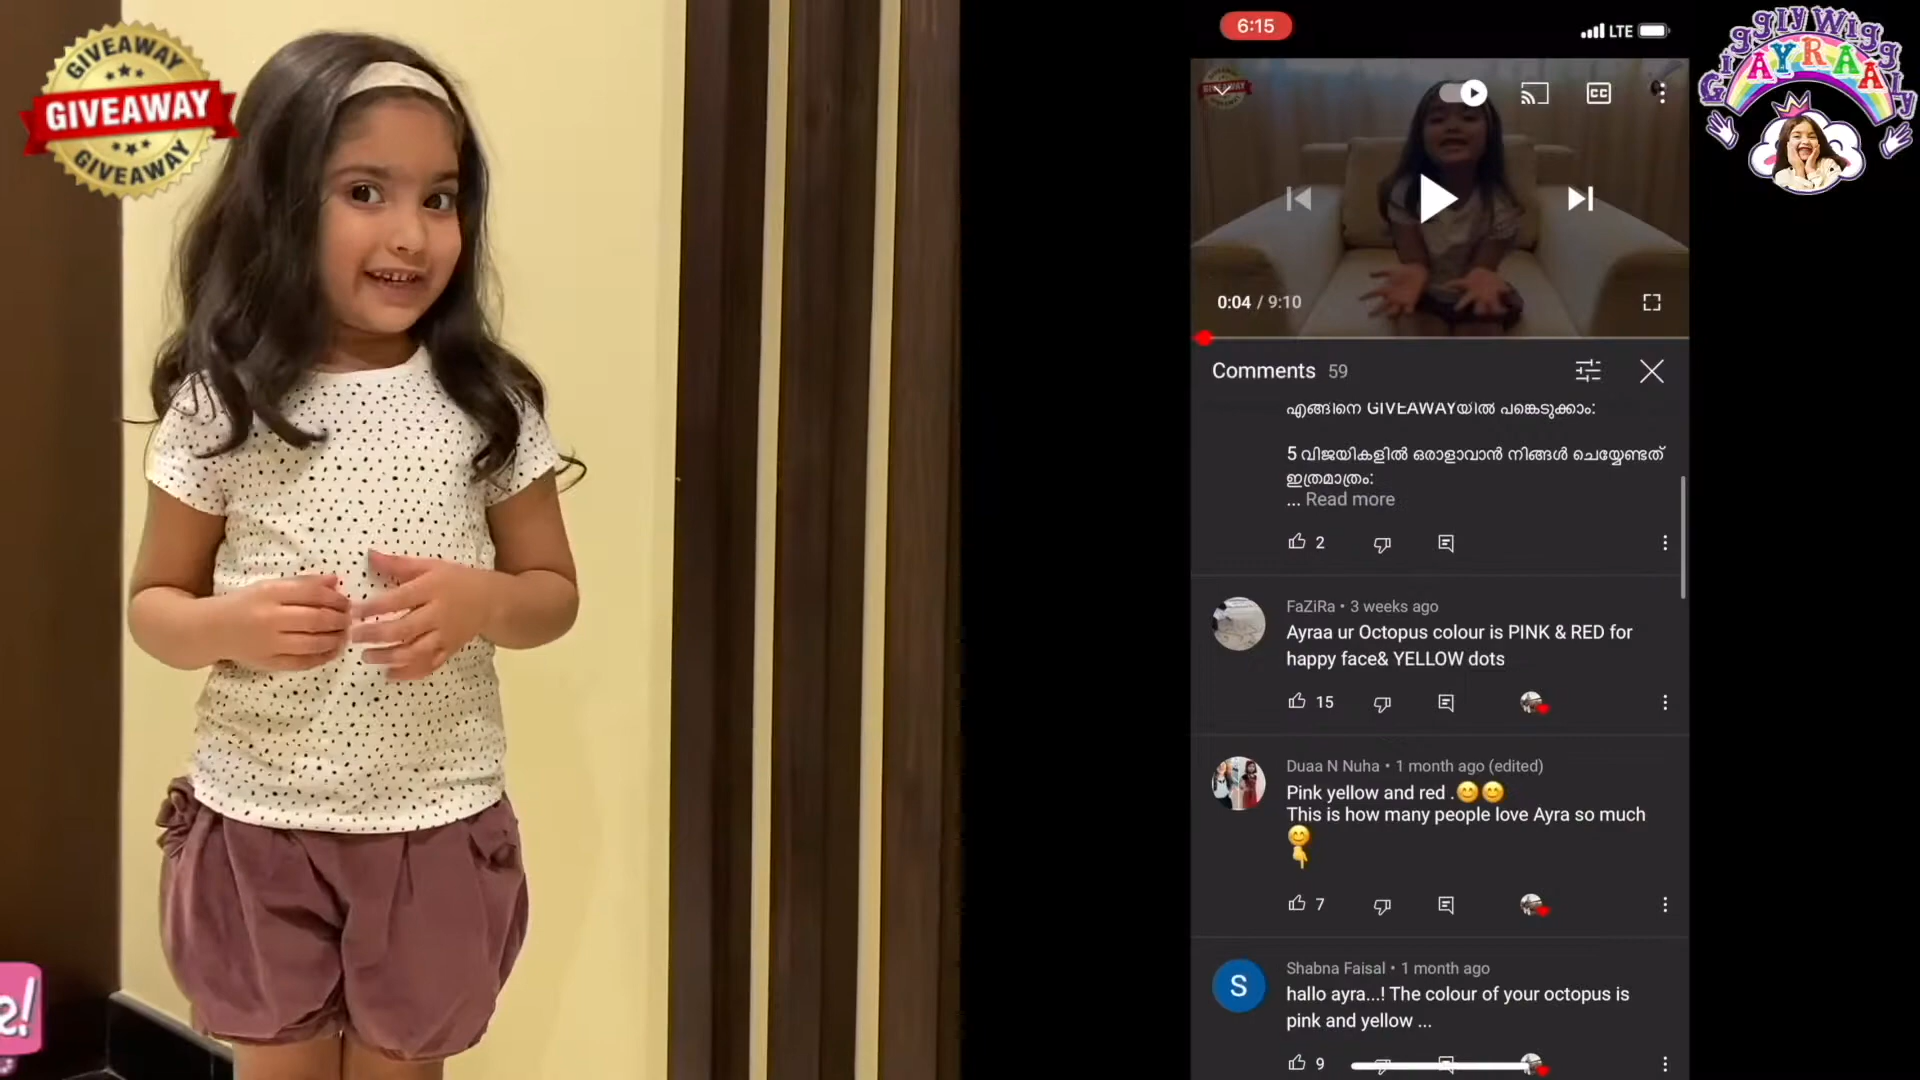 GIVEAWAY
GIVEAWAY
GIVEAWAY
6:15
LTE
Giggly Wiggly
AYRAA
CC
0:04 / 9:10
Comments 59
എങ്ങിനെ GIVEAWAYയിൽ പങ്കെടുക്കാം:
5 വിജയികളിൽ ഒരാളാവാൻ നിങ്ങൾ ചെയ്യേണ്ടത്
ഇത്രമാത്രം:
... Read more
2
FaZiRa • 3 weeks ago
Ayraa ur Octopus colour is PINK & RED for
happy face& YELLOW dots
15
Duaa N Nuha • 1 month ago (edited)
Pink yellow and red .😊😊
This is how many people love Ayra so much
😊
👇
7
S
Shabna Faisal • 1 month ago
hallo ayra...! The colour of your octopus is
pink and yellow ...
9